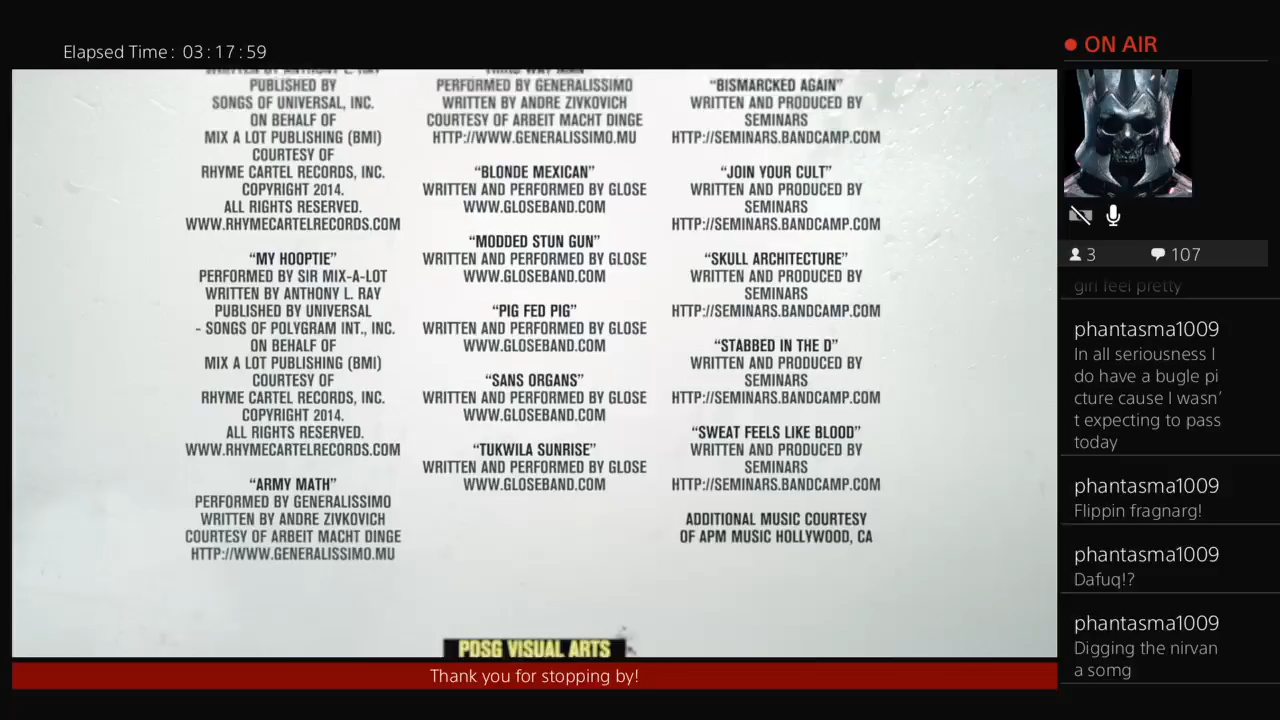 Elapsed Time: 03:17:59
PUBLISHED BY
SONGS OF UNIVERSAL, INC.
ON BEHALF OF
MIX A LOT PUBLISHING (BMI)
COURTESY OF
RHYME CARTEL RECORDS, INC.
COPYRIGHT 2014.
ALL RIGHTS RESERVED.
WWW.RHYMECARTELRECORDS.COM
“MY HOOPTIE”
PERFORMED BY SIR MIX-A-LOT
WRITTEN BY ANTHONY L. RAY
PUBLISHED BY UNIVERSAL
- SONGS OF POLYGRAM INT., INC.
ON BEHALF OF
MIX A LOT PUBLISHING (BMI)
COURTESY OF
RHYME CARTEL RECORDS, INC.
COPYRIGHT 2014.
ALL RIGHTS RESERVED.
WWW.RHYMECARTELRECORDS.COM
“ARMY MATH”
PERFORMED BY GENERALISSIMO
WRITTEN BY ANDRE ZIVKOVICH
COURTESY OF ARBEIT MACHT DINGE
HTTP://WWW.GENERALISSIMO.MU
PERFORMED BY GENERALISSIMO
WRITTEN BY ANDRE ZIVKOVICH
COURTESY OF ARBEIT MACHT DINGE
HTTP://WWW.GENERALISSIMO.MU
“BLONDE MEXICAN”
WRITTEN AND PERFORMED BY GLOSE
WWW.GLOSEBAND.COM
“MODDED STUN GUN”
WRITTEN AND PERFORMED BY GLOSE
WWW.GLOSEBAND.COM
“PIG FED PIG”
WRITTEN AND PERFORMED BY GLOSE
WWW.GLOSEBAND.COM
“SANS ORGANS”
WRITTEN AND PERFORMED BY GLOSE
WWW.GLOSEBAND.COM
“TUKWILA SUNRISE”
WRITTEN AND PERFORMED BY GLOSE
WWW.GLOSEBAND.COM
“BISMARCKED AGAIN”
WRITTEN AND PRODUCED BY
SEMINARS
HTTP://SEMINARS.BANDCAMP.COM
“JOIN YOUR CULT”
WRITTEN AND PRODUCED BY
SEMINARS
HTTP://SEMINARS.BANDCAMP.COM
“SKULL ARCHITECTURE”
WRITTEN AND PRODUCED BY
SEMINARS
HTTP://SEMINARS.BANDCAMP.COM
“STABBED IN THE D”
WRITTEN AND PRODUCED BY
SEMINARS
HTTP://SEMINARS.BANDCAMP.COM
“SWEAT FEELS LIKE BLOOD”
WRITTEN AND PRODUCED BY
SEMINARS
HTTP://SEMINARS.BANDCAMP.COM
ADDITIONAL MUSIC COURTESY
OF APM MUSIC HOLLYWOOD, CA
PDSG VISUAL ARTS
Thank you for stopping by!
ON AIR
3 107
girl feel pretty
phantasma1009
In all seriousness I
do have a bugle pi
cture cause I wasn'
t expecting to pass
today
phantasma1009
Flippin fragnarg!
phantasma1009
Dafuq!?
phantasma1009
Digging the nirvan
a somg